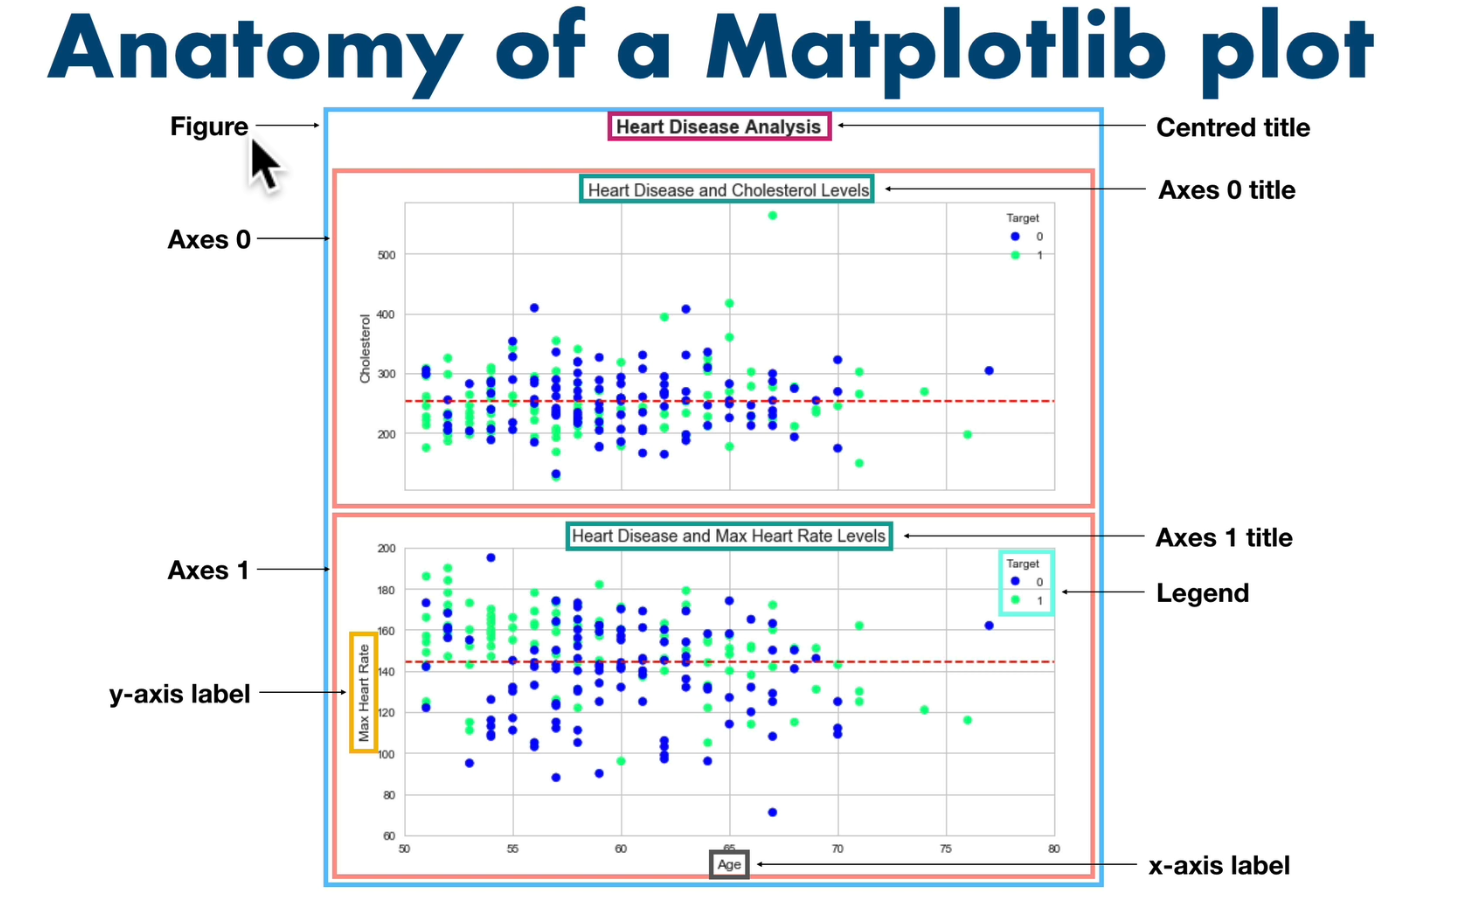 Anatomy of a Matplotlib plot
Figure
Heart Disease Analysis
Centred title
Heart Disease and Cholesterol Levels
Axes 0 title
Axes 0
Target
0
1
500
400
300
200
Cholesterol
Heart Disease and Max Heart Rate Levels
Axes 1 title
Axes 1
Target
0
1
Legend
200
180
160
140
120
100
80
60
y-axis label
Max Heart Rate
50 55 60 65 70 75 80
Age
x-axis label